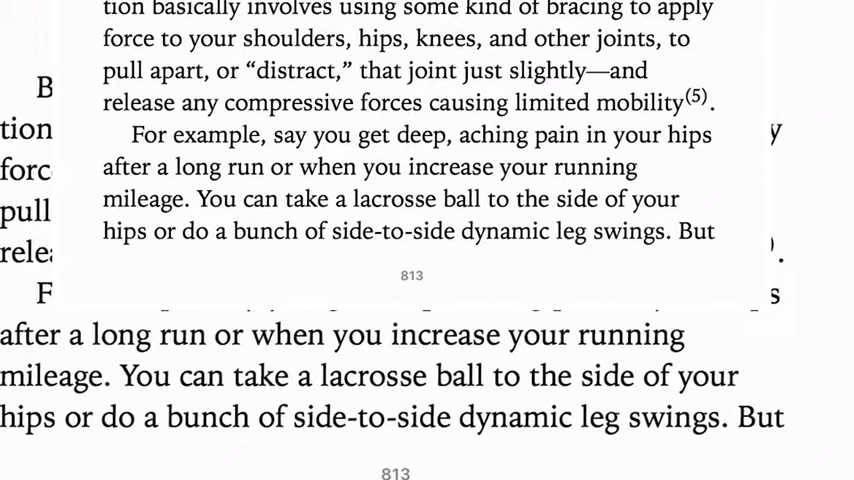 tion basically involves using some kind of bracing to apply
force to your shoulders, hips, knees, and other joints, to
pull apart, or “distract,” that joint just slightly—and
release any compressive forces causing limited mobility(5).
For example, say you get deep, aching pain in your hips
after a long run or when you increase your running
mileage. You can take a lacrosse ball to the side of your
hips or do a bunch of side-to-side dynamic leg swings. But
813
B
tion y
forc
pull
relea ).
F s
after a long run or when you increase your running
mileage. You can take a lacrosse ball to the side of your
hips or do a bunch of side-to-side dynamic leg swings. But
813